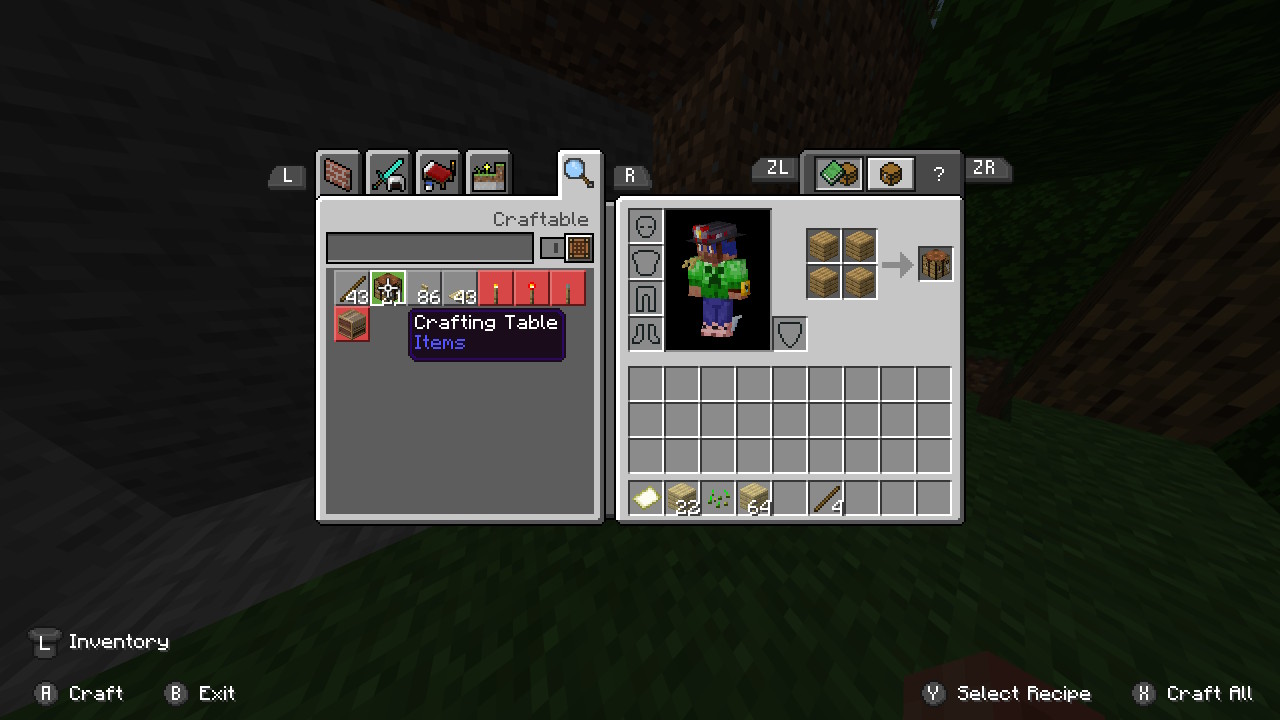 L
R
ZL
?
ZR
Craftable
43
86
43
Crafting Table
Items
22
64
4
L Inventory
A Craft
B Exit
Y Select Recipe
X Craft All